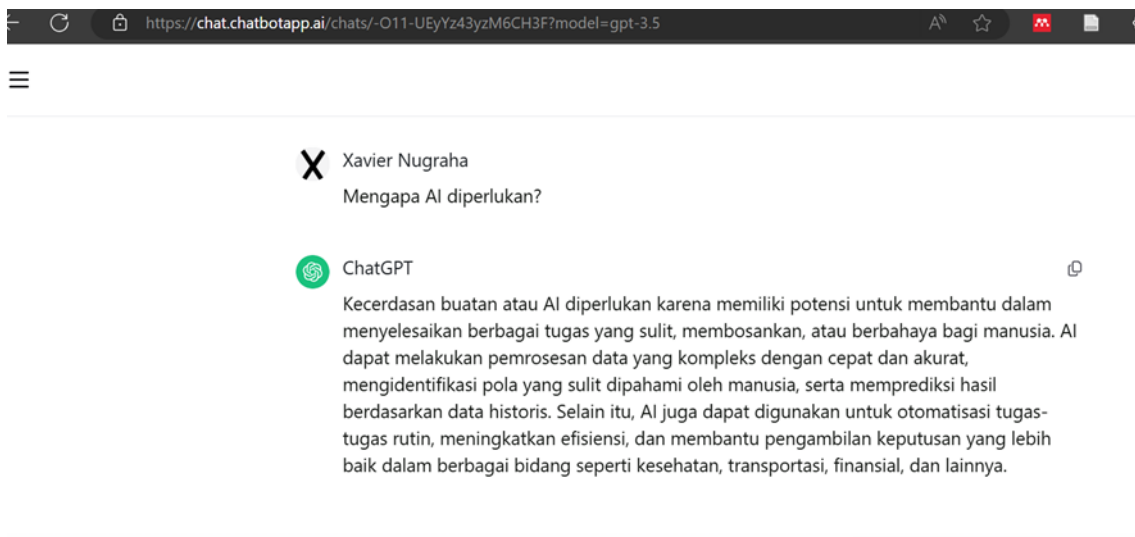 https://chat.chatbotapp.ai/chats/-O11-UEyYz43yzM6CH3F?model=gpt-3.5
Xavier Nugraha
Mengapa AI diperlukan?
ChatGPT
Kecerdasan buatan atau AI diperlukan karena memiliki potensi untuk membantu dalam
menyelesaikan berbagai tugas yang sulit, membosankan, atau berbahaya bagi manusia. AI
dapat melakukan pemrosesan data yang kompleks dengan cepat dan akurat,
mengidentifikasi pola yang sulit dipahami oleh manusia, serta memprediksi hasil
berdasarkan data historis. Selain itu, AI juga dapat digunakan untuk otomatisasi tugas-
tugas rutin, meningkatkan efisiensi, dan membantu pengambilan keputusan yang lebih
baik dalam berbagai bidang seperti kesehatan, transportasi, finansial, dan lainnya.